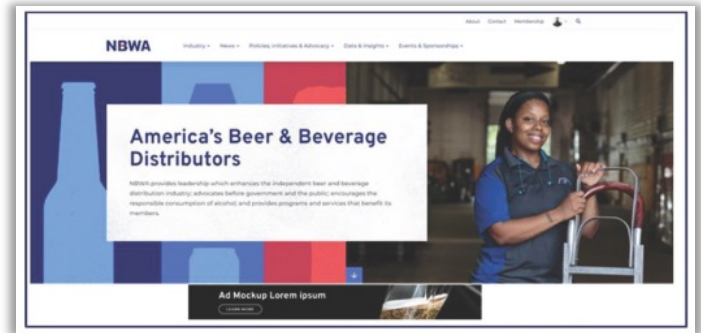 About Contact Membership
NBWA Industry News Policies, Initiatives & Advocacy Data & Insights Events & Sponsorships
America's Beer & Beverage
Distributors
NBWA provides leadership which enhances the independent beer and beverage
distribution industry; advocates before government and the public; encourages the
responsible consumption of alcohol; and provides programs and services that benefit its
members.
Ad Mockup Lorem ipsum
LEARN MORE